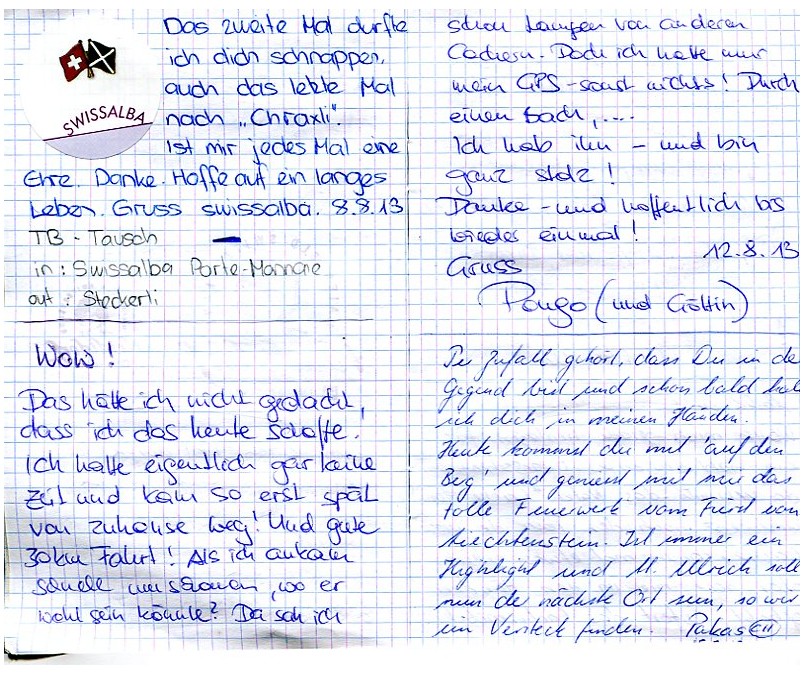 SWISSALBA
Das zweite Mal durfte
ich dich schnappen,
auch das letzte Mal
nach „Chraxli".
Ist mir jedes Mal eine
Ehre. Danke. Hoffe auf ein langes
Leben. Gruss swissalba. 8.8.13
TB - Tausch
in: Swissalba Porte-Monnaie
out: Steckerli
Wow!
Das hätte ich nicht gedacht,
dass ich das heute schaffe.
Ich hatte eigentlich gar keine
Zeit und kam so erst spät
von zuhause weg! Und gute
30km Fahrt! Als ich ankam
schnell umschauen, wo er
wohl sein könnte? Da sah ich
schon Lampen von anderen
Cachern. Doch ich hatte nur
mein GPS - sonst nichts! Durch
einen Bach, ....
Ich hab ihn - und bin
ganz stolz!
Danke - und hoffentlich bis
wieder einmal!
12.8.13
Gruss
Pongo (und Göttin)
Per Zufall gehört, dass Du in de
Gegend bist und schon bald hab
ich dich in meinen Händen.
Heute kommst du mit 'auf den
Berg' und geniesst mit mir das
tolle Feuerwerk vom Fürst von
Liechtenstein. Ist immer ein
Highlight und St. Ulrich soll
nun de nächste Ort sein, so wir
ein Versteck finden. Pakas